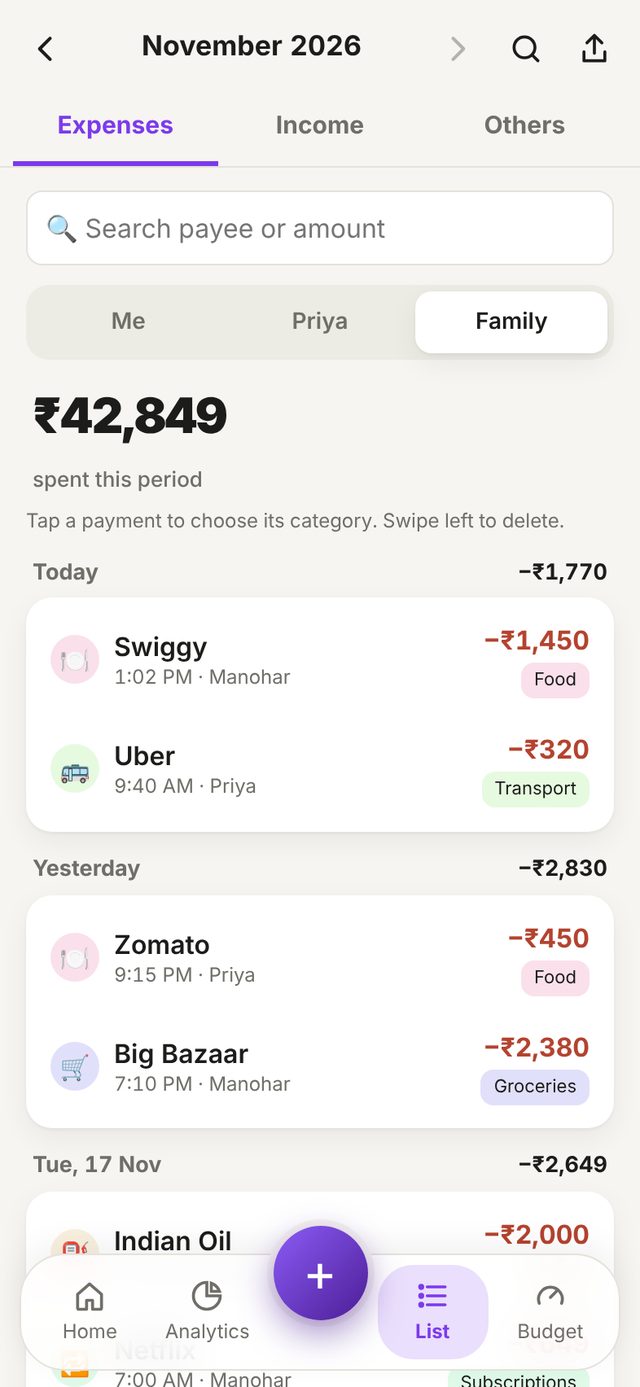 November 2026
Expenses
Income
Others
Search payee or amount
Me
Priya
Family
₹42,849
spent this period
Tap a payment to choose its category. Swipe left to delete.
Today
−₹1,770
Swiggy
−₹1,450
1:02 PM · Manohar
Food
Uber
−₹320
9:40 AM · Priya
Transport
Yesterday
−₹2,830
Zomato
−₹450
9:15 PM · Priya
Food
Big Bazaar
−₹2,380
7:10 PM · Manohar
Groceries
Tue, 17 Nov
−₹2,649
Indian Oil
−₹2,000
+
Home
Analytics
List
Budget
Netflix
7:00 AM · Manohar
Subscriptions